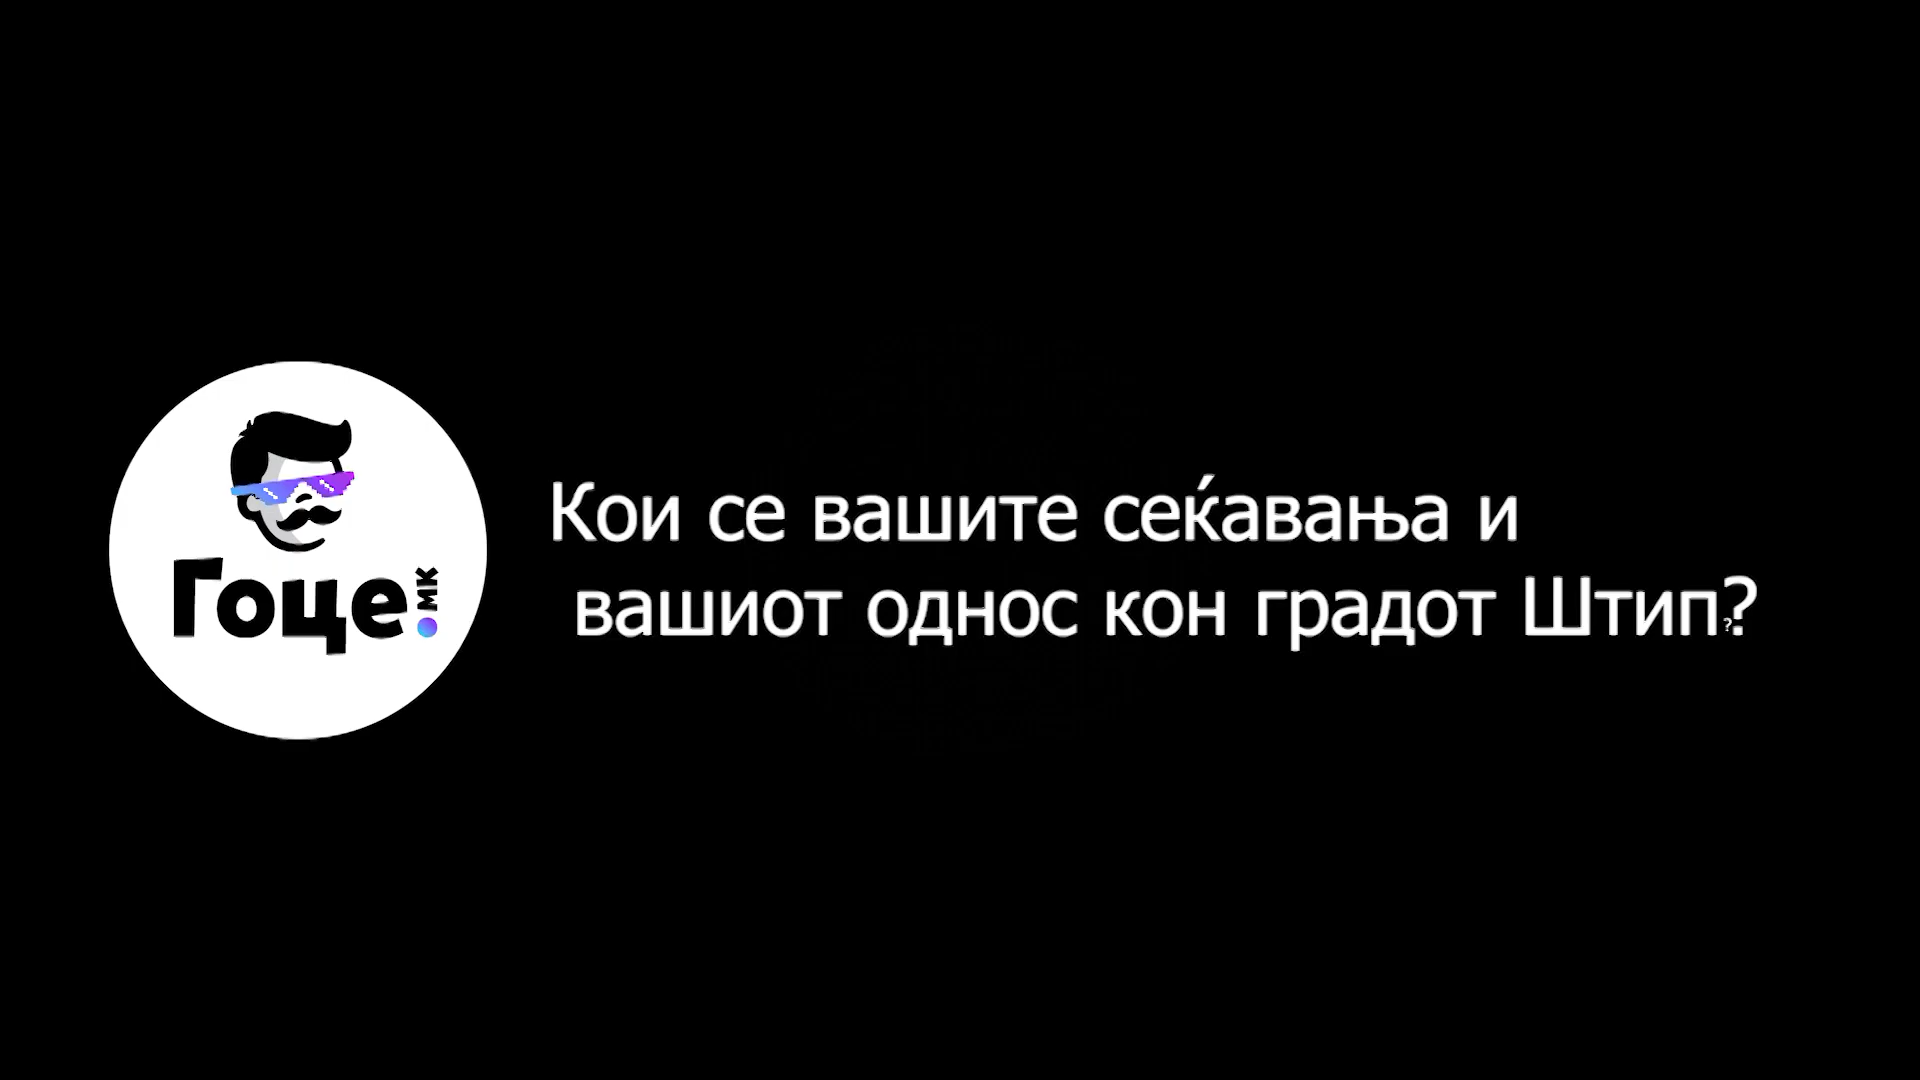 Гоце.мк
Кои се вашите сеќавања и
вашиот однос кон градот Штип?
?